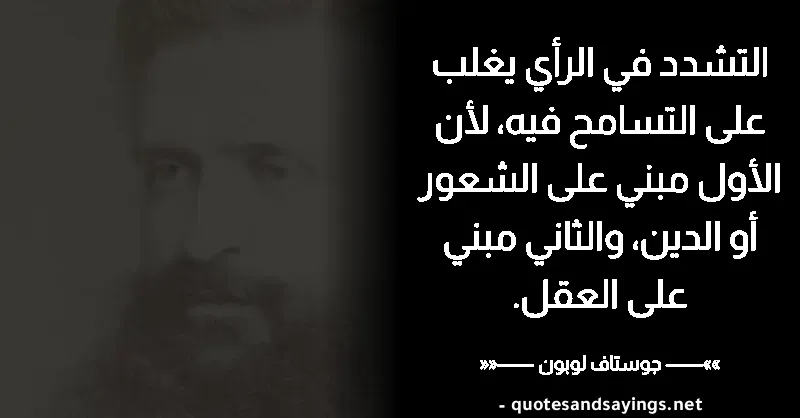 التشدد في الرأي يغلب
على التسامح فيه، لأن
الأول مبني على الشعور
أو الدين، والثاني مبني
على العقل.
»»—— جوستاف لوبون ——««
- quotesandsayings.net